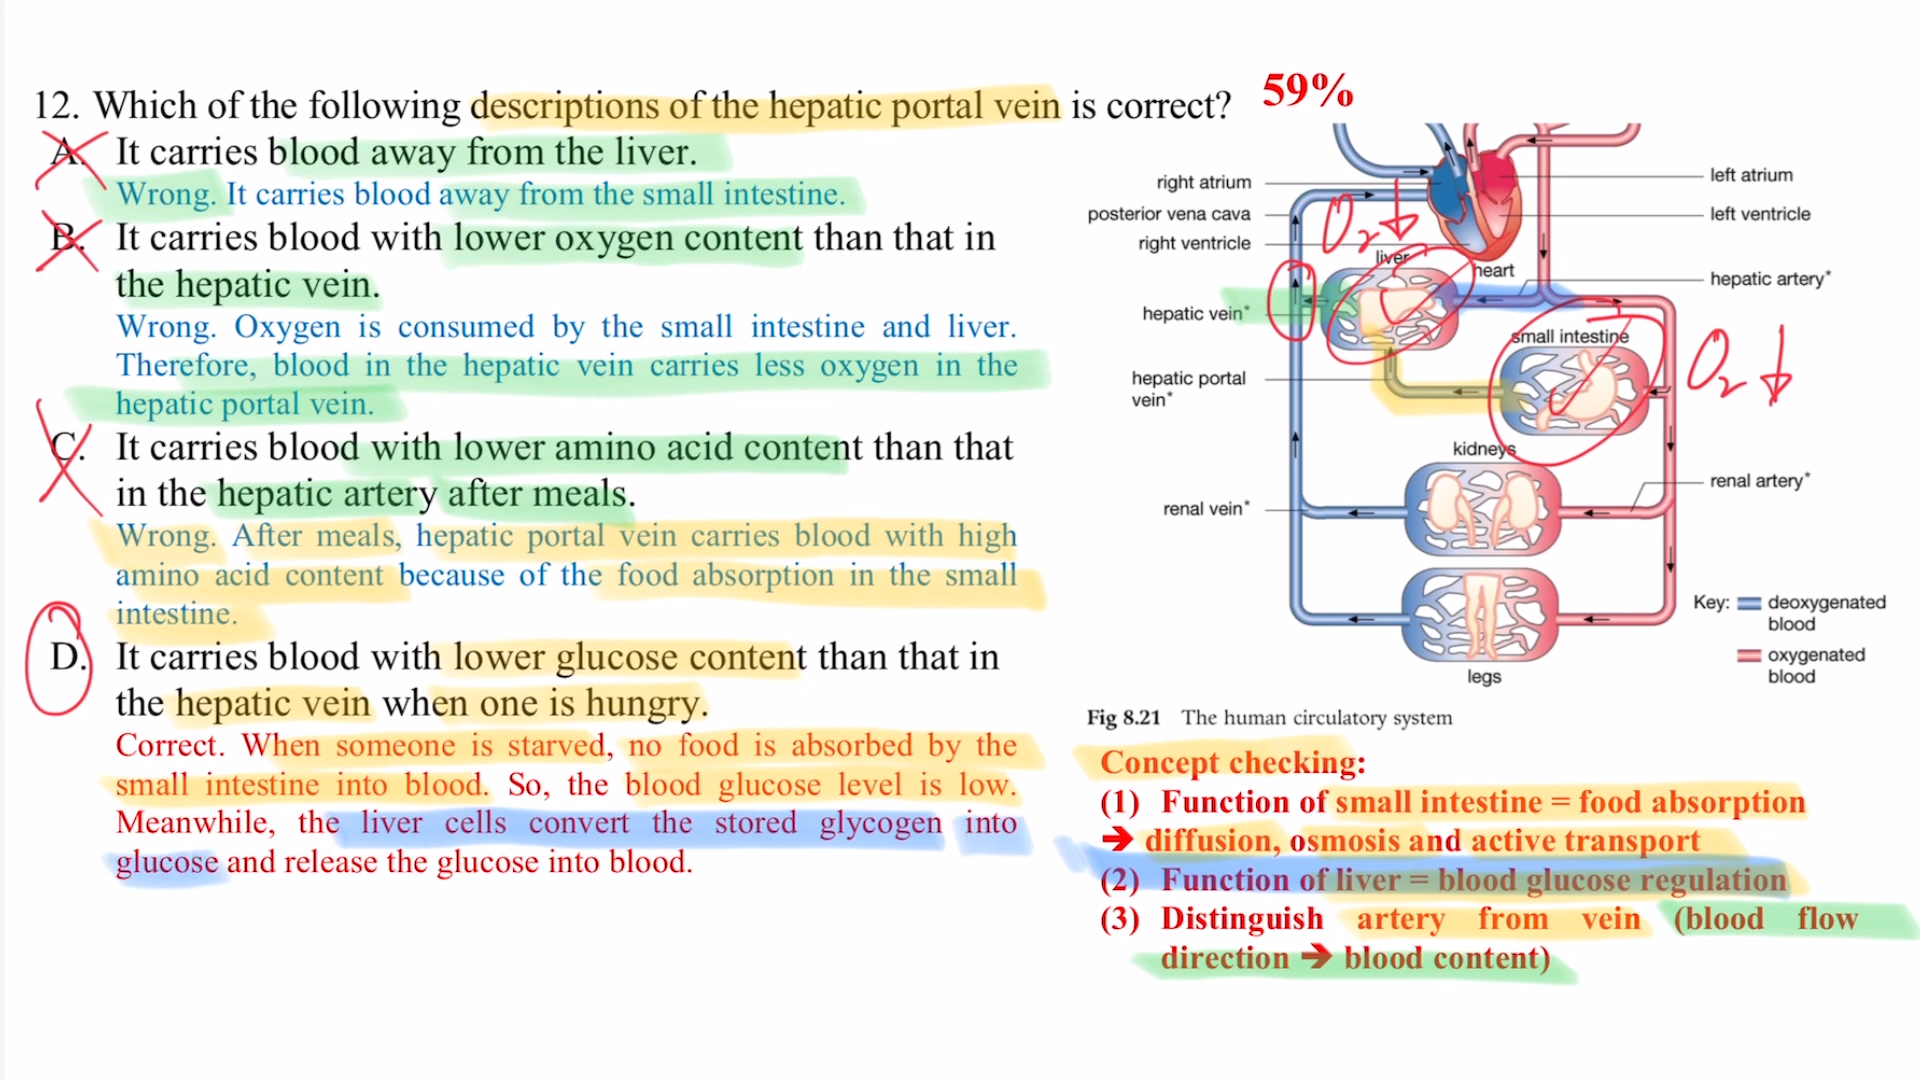 12. Which of the following descriptions of the hepatic portal vein is correct? 59%
A. It carries blood away from the liver.
Wrong. It carries blood away from the small intestine.
B. It carries blood with lower oxygen content than that in
the hepatic vein.
Wrong. Oxygen is consumed by the small intestine and liver.
Therefore, blood in the hepatic vein carries less oxygen in the
hepatic portal vein.
C. It carries blood with lower amino acid content than that
in the hepatic artery after meals.
Wrong. After meals, hepatic portal vein carries blood with high
amino acid content because of the food absorption in the small
intestine.
D. It carries blood with lower glucose content than that in
the hepatic vein when one is hungry.
Correct. When someone is starved, no food is absorbed by the
small intestine into blood. So, the blood glucose level is low.
Meanwhile, the liver cells convert the stored glycogen into
glucose and release the glucose into blood.
right atrium
posterior vena cava
right ventricle
hepatic vein*
hepatic portal
vein*
renal vein*
O₂ ↓
liver
heart
small intestine
kidneys
legs
left atrium
left ventricle
hepatic artery*
O₂ ↓
renal artery*
Key: deoxygenated
blood
oxygenated
blood
Fig 8.21 The human circulatory system
Concept checking:
(1) Function of small intestine = food absorption
➔ diffusion, osmosis and active transport
(2) Function of liver = blood glucose regulation
(3) Distinguish artery from vein (blood flow
direction ➔ blood content)